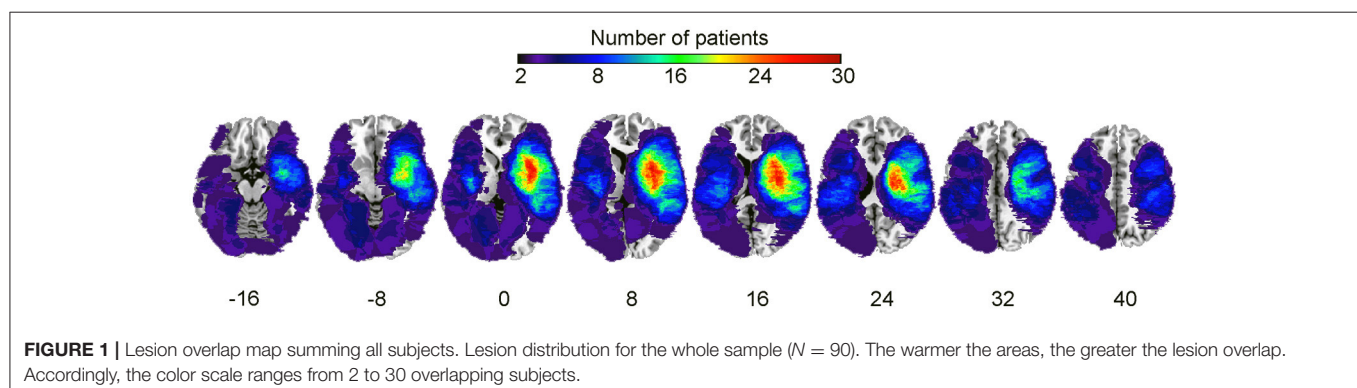 Number of patients
2 8 16 24 30
-16 -8 0 8 16 24 32 40
FIGURE 1 | Lesion overlap map summing all subjects. Lesion distribution for the whole sample (N = 90). The warmer the areas, the greater the lesion overlap.
Accordingly, the color scale ranges from 2 to 30 overlapping subjects.